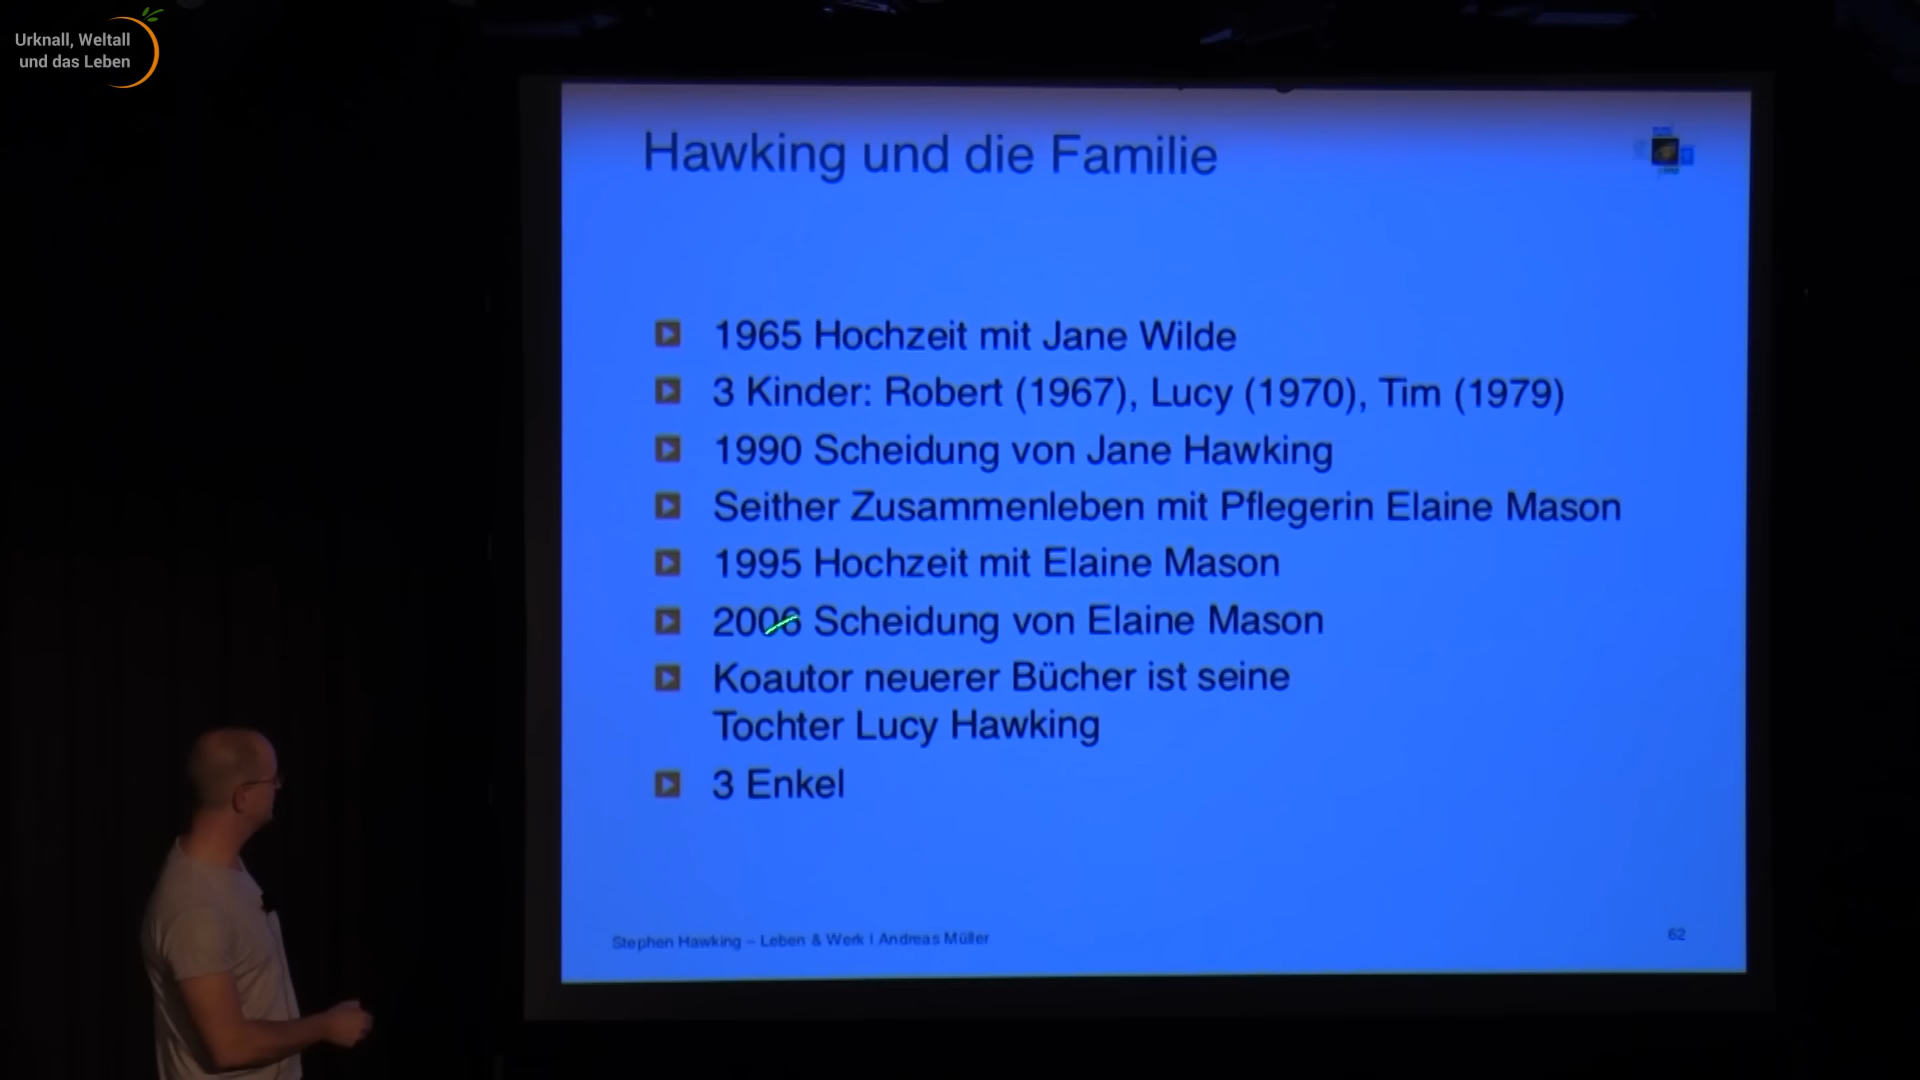 Urknall, Weltall
und das Leben
Hawking und die Familie
1965 Hochzeit mit Jane Wilde
3 Kinder: Robert (1967), Lucy (1970), Tim (1979)
1990 Scheidung von Jane Hawking
Seither Zusammenleben mit Pflegerin Elaine Mason
1995 Hochzeit mit Elaine Mason
2006 Scheidung von Elaine Mason
Koautor neuerer Bücher ist seine
Tochter Lucy Hawking
3 Enkel
Stephen Hawking – Leben & Werk I Andreas Müller
62